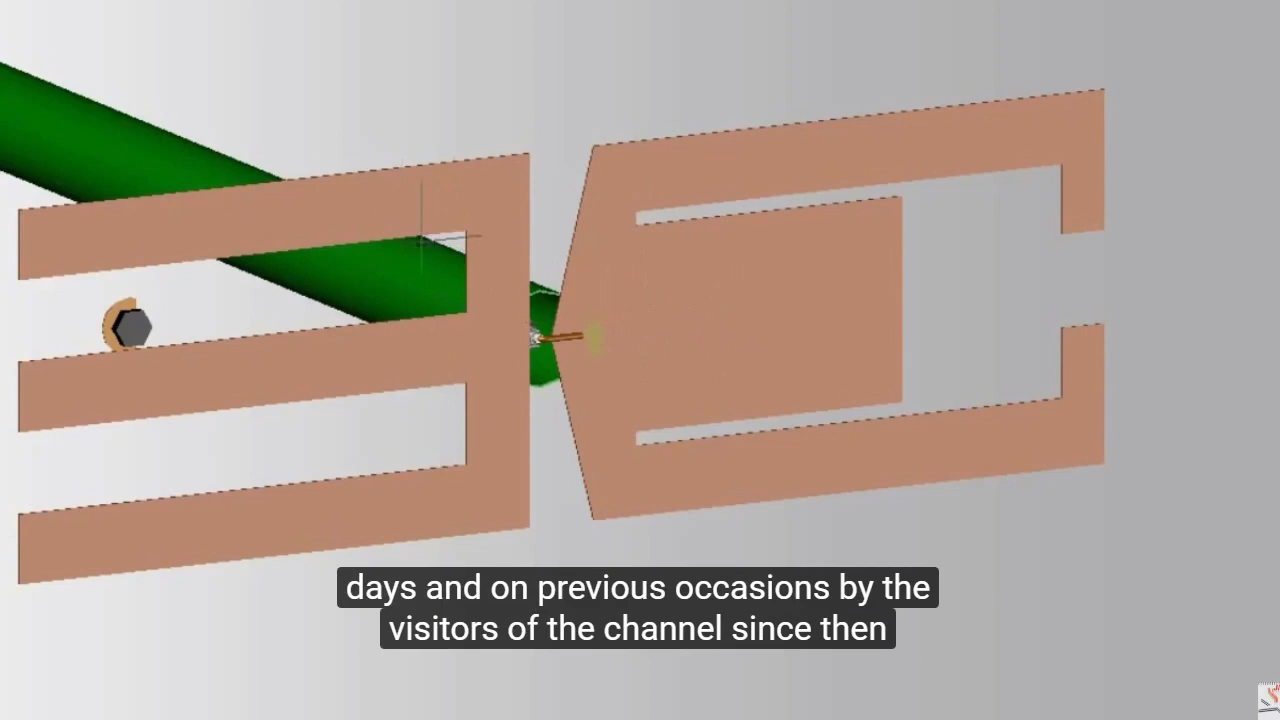 days and on previous occasions by the
visitors of the channel since then